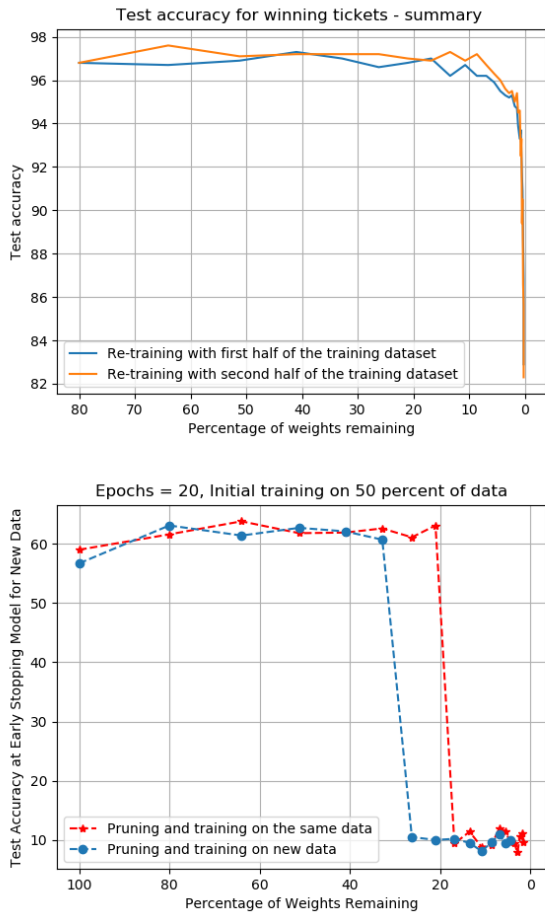 Test accuracy for winning tickets - summary
98
96
94
92
90
88
86
84
82
Test accuracy
Re-training with first half of the training dataset
Re-training with second half of the training dataset
80 70 60 50 40 30 20 10 0
Percentage of weights remaining
Epochs = 20, Initial training on 50 percent of data
60
50
40
30
20
10
Test Accuracy at Early Stopping Model for New Data
Pruning and training on the same data
Pruning and training on new data
100 80 60 40 20 0
Percentage of Weights Remaining